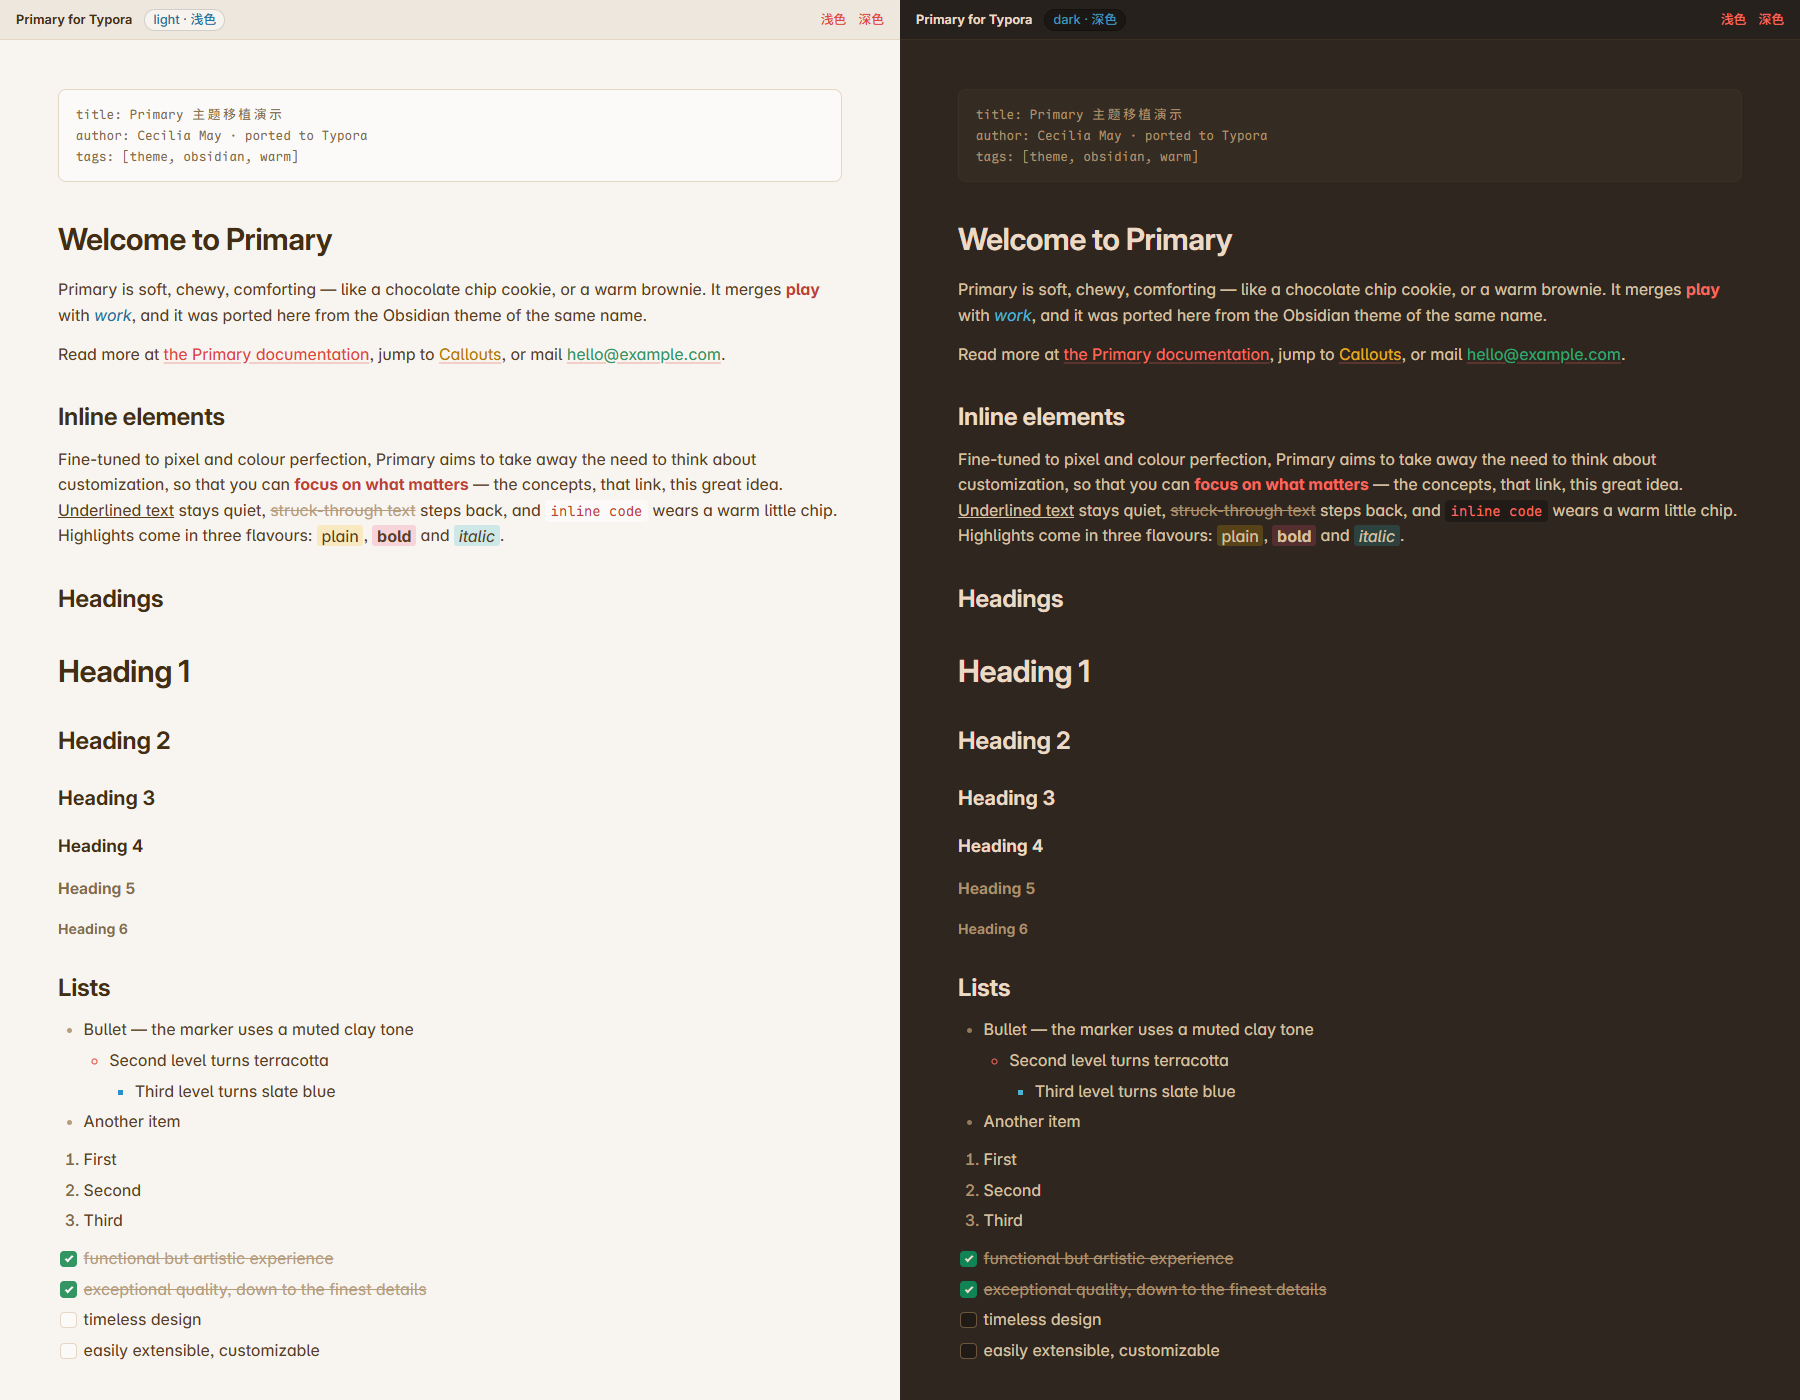 Primary for Typora light · 浅色 浅色 深色
title: Primary 主题移植演示
author: Cecilia May · ported to Typora
tags: [theme, obsidian, warm]
Welcome to Primary
Primary is soft, chewy, comforting — like a chocolate chip cookie, or a warm brownie. It merges play
with work, and it was ported here from the Obsidian theme of the same name.
Read more at the Primary documentation, jump to Callouts, or mail hello@example.com.
Inline elements
Fine-tuned to pixel and colour perfection, Primary aims to take away the need to think about
customization, so that you can focus on what matters — the concepts, that link, this great idea.
Underlined text stays quiet, struck-through text steps back, and inline code wears a warm little chip.
Highlights come in three flavours: plain, bold and italic.
Headings
Heading 1
Heading 2
Heading 3
Heading 4
Heading 5
Heading 6
Lists
• Bullet — the marker uses a muted clay tone
◦ Second level turns terracotta
▪ Third level turns slate blue
• Another item
1. First
2. Second
3. Third
functional but artistic experience
exceptional quality, down to the finest details
timeless design
easily extensible, customizable
Primary for Typora dark · 深色 浅色 深色
title: Primary 主题移植演示
author: Cecilia May · ported to Typora
tags: [theme, obsidian, warm]
Welcome to Primary
Primary is soft, chewy, comforting — like a chocolate chip cookie, or a warm brownie. It merges play
with work, and it was ported here from the Obsidian theme of the same name.
Read more at the Primary documentation, jump to Callouts, or mail hello@example.com.
Inline elements
Fine-tuned to pixel and colour perfection, Primary aims to take away the need to think about
customization, so that you can focus on what matters — the concepts, that link, this great idea.
Underlined text stays quiet, struck-through text steps back, and inline code wears a warm little chip.
Highlights come in three flavours: plain, bold and italic.
Headings
Heading 1
Heading 2
Heading 3
Heading 4
Heading 5
Heading 6
Lists
• Bullet — the marker uses a muted clay tone
◦ Second level turns terracotta
▪ Third level turns slate blue
• Another item
1. First
2. Second
3. Third
functional but artistic experience
exceptional quality, down to the finest details
timeless design
easily extensible, customizable